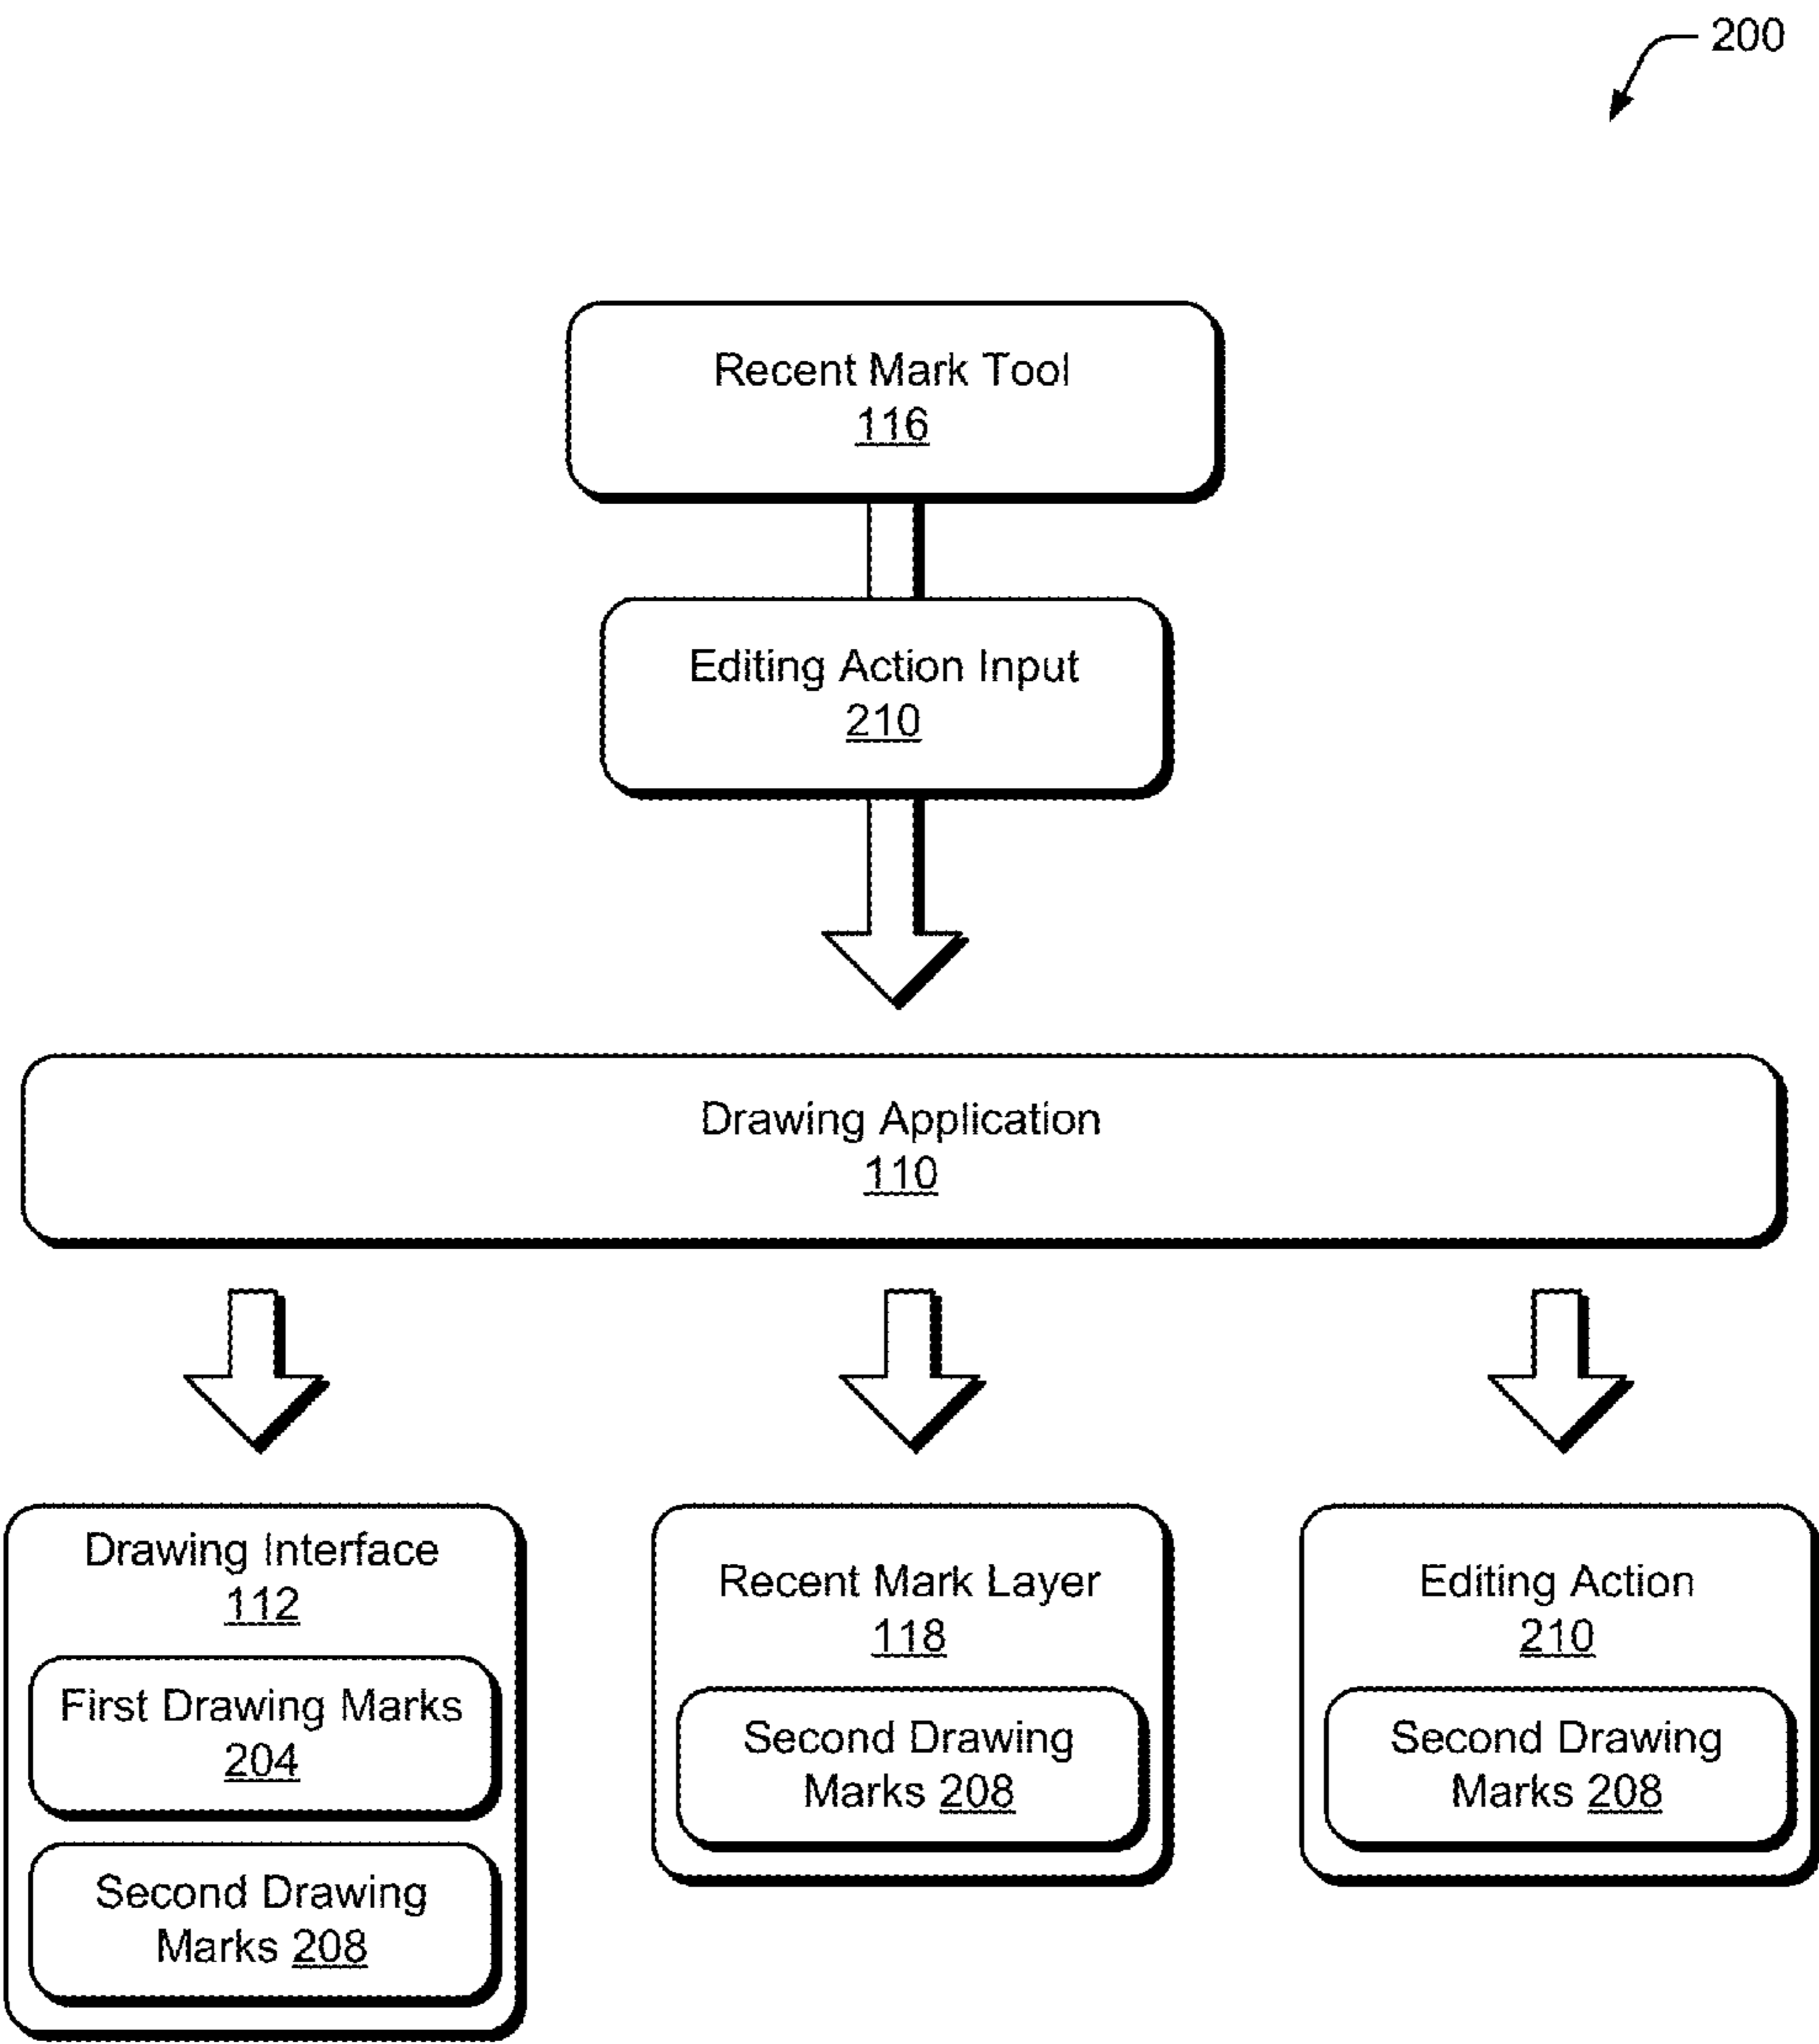 200
Recent Mark Tool
116
Editing Action Input
210
Drawing Application
110
Drawing Interface
112
First Drawing Marks
204
Second Drawing
Marks 208
Recent Mark Layer
118
Second Drawing
Marks 208
Editing Action
210
Second Drawing
Marks 208